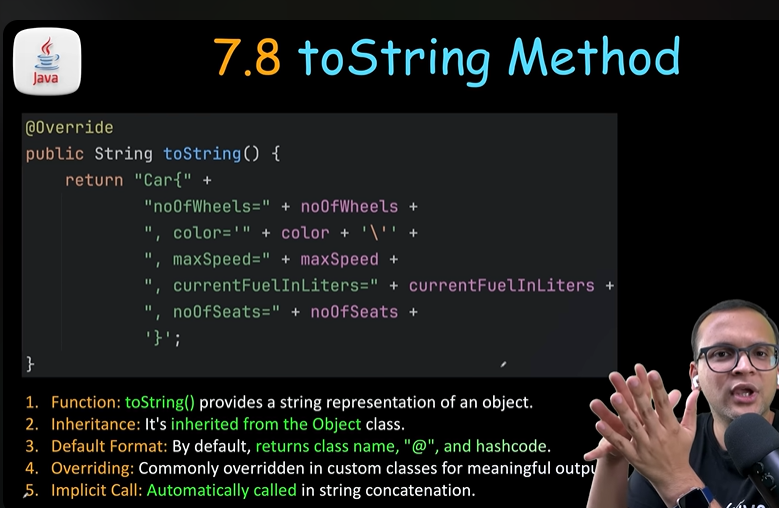 Java
7.8 toString Method
@Override
public String toString() {
return "Car{" +
"noOfWheels=" + noOfWheels +
", color='" + color + '\'' +
", maxSpeed=" + maxSpeed +
", currentFuelInLiters=" + currentFuelInLiters +
", noOfSeats=" + noOfSeats +
'}';
}
1. Function: toString() provides a string representation of an object.
2. Inheritance: It's inherited from the Object class.
3. Default Format: By default, returns class name, "@", and hashcode.
4. Overriding: Commonly overridden in custom classes for meaningful outpu
5. Implicit Call: Automatically called in string concatenation.